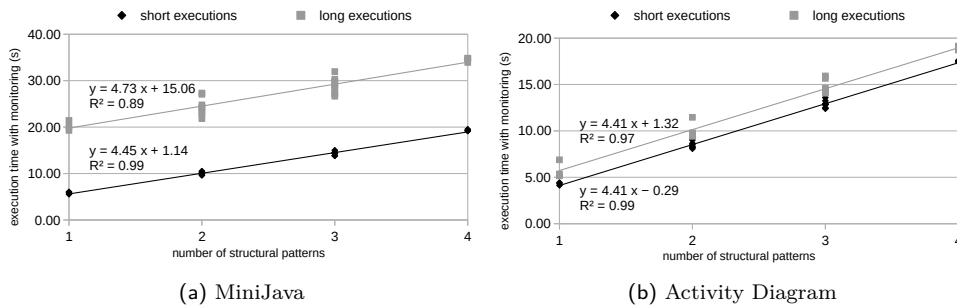 short executions long executions
execution time with monitoring (s)
40.00
30.00
20.00
10.00
0.00
y = 4.73 x + 15.06
R² = 0.89
y = 4.45 x + 1.14
R² = 0.99
1 2 3 4
number of structural patterns
(a) MiniJava
short executions long executions
execution time with monitoring (s)
20.00
15.00
10.00
5.00
0.00
y = 4.41 x + 1.32
R² = 0.97
y = 4.41 x − 0.29
R² = 0.99
1 2 3 4
number of structural patterns
(b) Activity Diagram